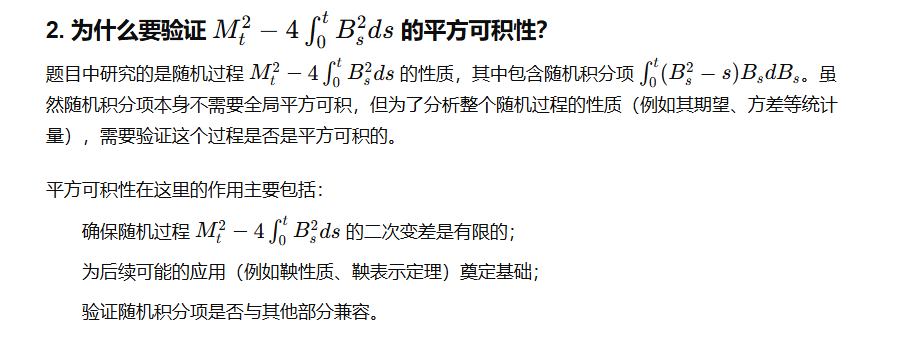 2. 为什么要验证 $M_t^2 - 4\int_0^t B_s^2 ds$ 的平方可积性？
题目中研究的是随机过程 $M_t^2 - 4\int_0^t B_s^2 ds$ 的性质，其中包含随机积分项 $\int_0^t (B_s^2 - s)B_s dB_s$。虽
然随机积分项本身不需要全局平方可积，但为了分析整个随机过程的性质（例如其期望、方差等统计
量），需要验证这个过程是否是平方可积的。
平方可积性在这里的作用主要包括：
确保随机过程 $M_t^2 - 4\int_0^t B_s^2 ds$ 的二次变差是有限的；
为后续可能的应用（例如鞅性质、鞅表示定理）奠定基础；
验证随机积分项是否与其他部分兼容。